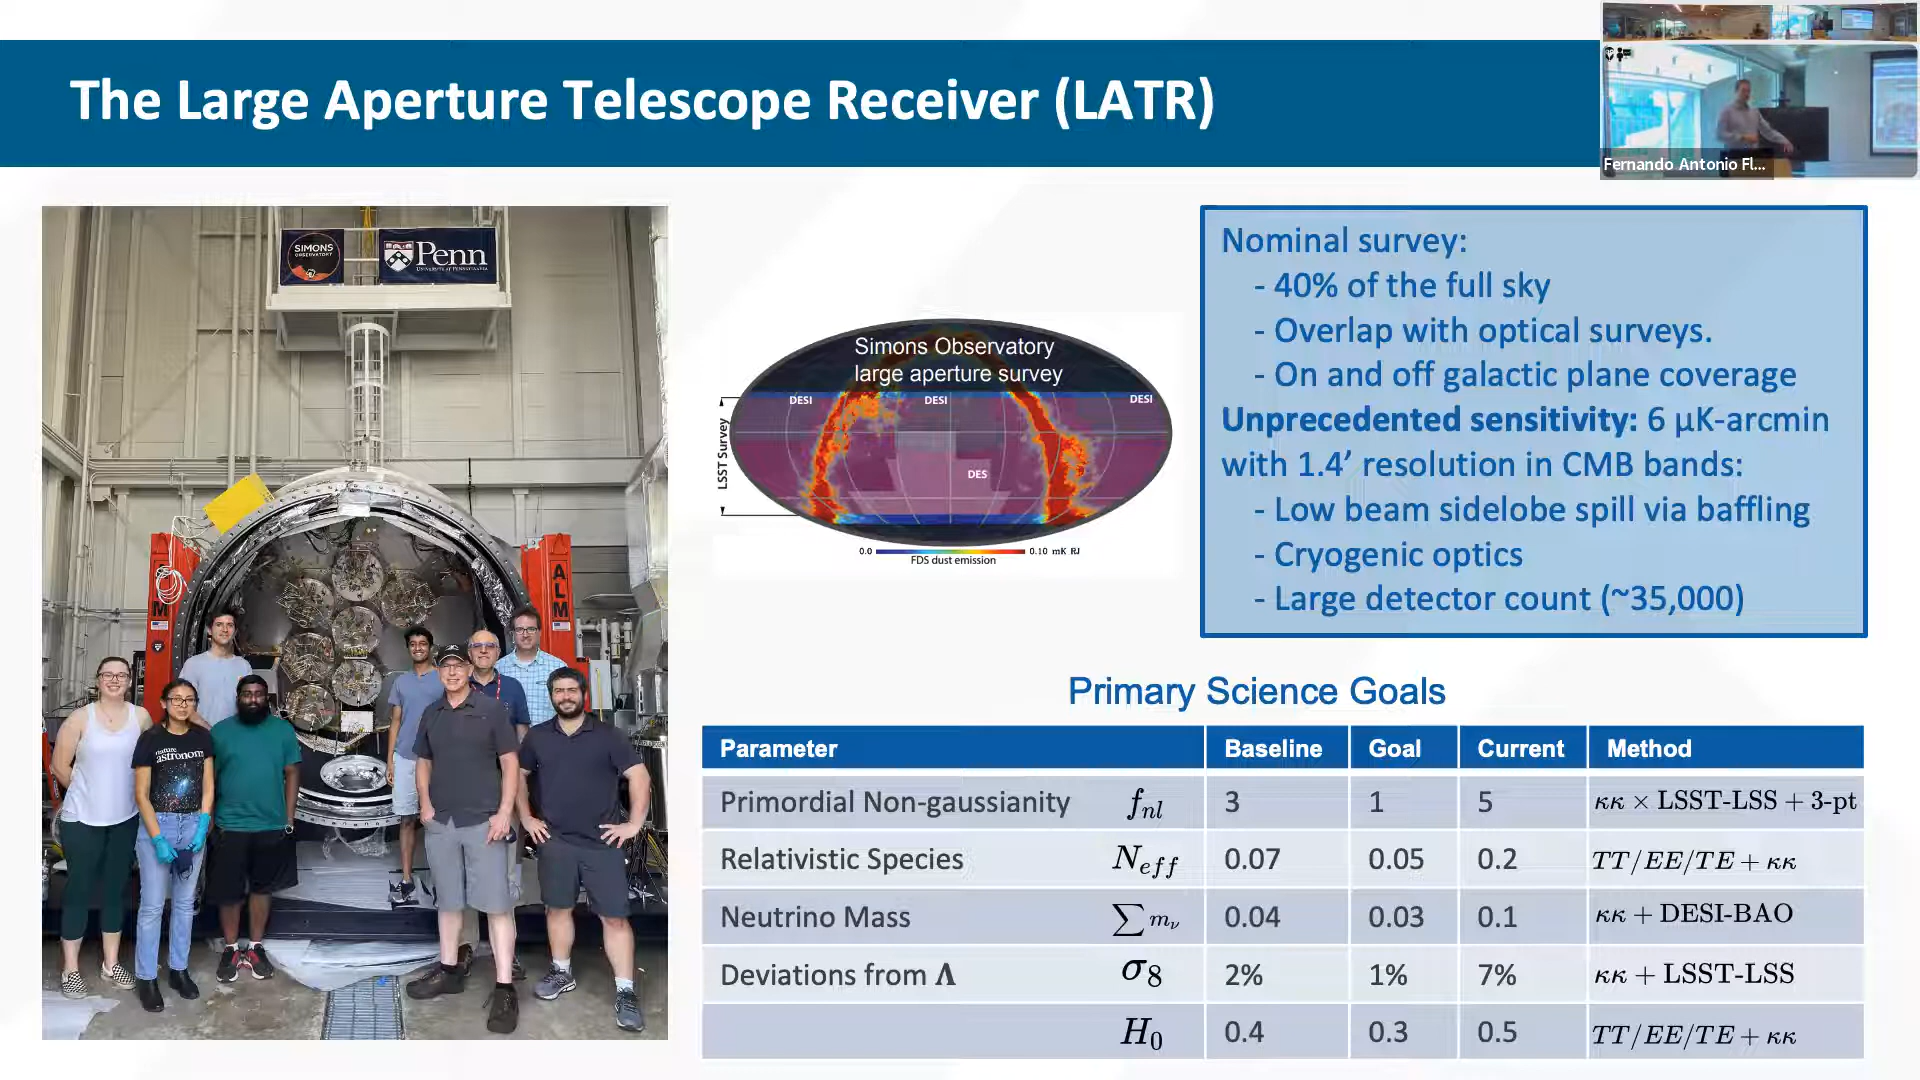 The Large Aperture Telescope Receiver (LATR)
Fernando Antonio Fl...
SIMONS
OBSERVATORY
Penn
UNIVERSITY OF PENNSYLVANIA
ALM
M
nature
astronomy
Simons Observatory
large aperture survey
DESI
DESI
DESI
LSST Survey
DES
0.0
0.10 mK RJ
FDS dust emission
Nominal survey:
- 40% of the full sky
- Overlap with optical surveys.
- On and off galactic plane coverage
Unprecedented sensitivity: 6 μK-arcmin
with 1.4’ resolution in CMB bands:
- Low beam sidelobe spill via baffling
- Cryogenic optics
- Large detector count (~35,000)
Primary Science Goals
Parameter Baseline Goal Current Method
Primordial Non-gaussianity f_nl 3 1 5 κκ × LSST-LSS + 3-pt
Relativistic Species N_eff 0.07 0.05 0.2 TT/EE/TE + κκ
Neutrino Mass ∑ m_ν 0.04 0.03 0.1 κκ + DESI-BAO
Deviations from Λ σ_8 2% 1% 7% κκ + LSST-LSS
H_0 0.4 0.3 0.5 TT/EE/TE + κκ